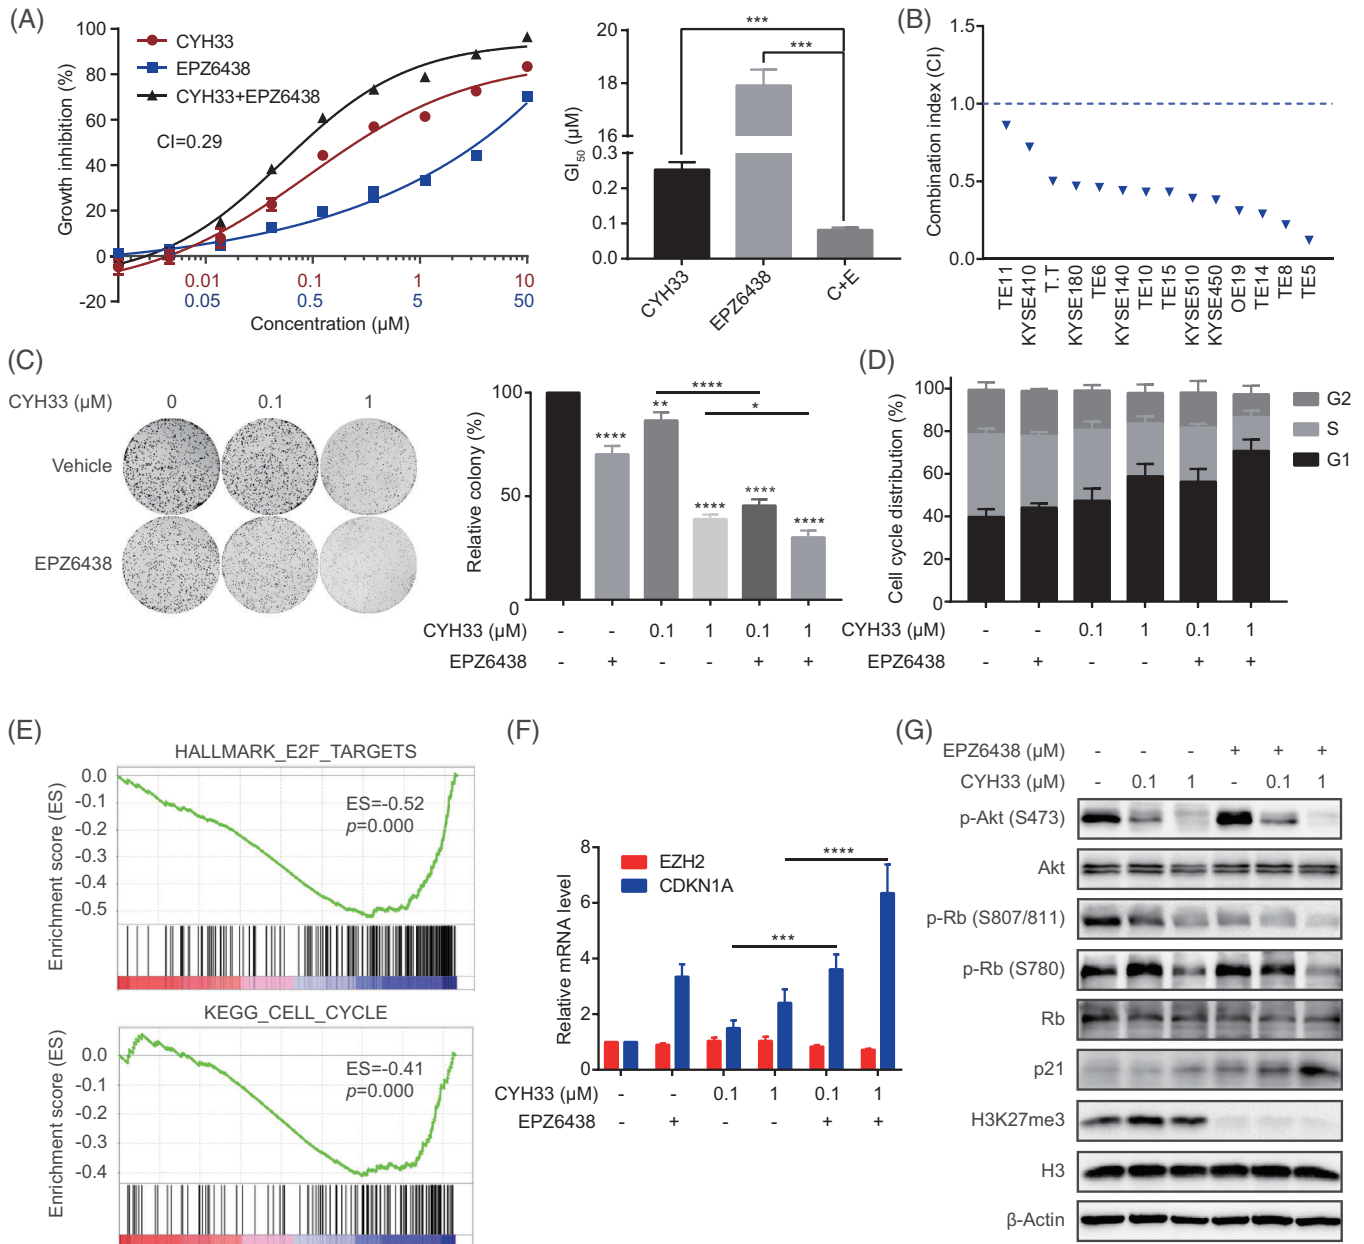 (A)
100
80
60
40
20
0
-20
Growth inhibition (%)
CYH33
EPZ6438
CYH33+EPZ6438
CI=0.29
0.01 0.1 1 10
0.05 0.5 5 50
Concentration (μM)
20
18
16
0.3
0.2
0.1
0.0
GI50 (μM)
***
***
CYH33
EPZ6438
C+E
(B)
1.5
1.0
0.5
0.0
Combination index (CI)
TE11
KYSE410
T.T
KYSE180
TE6
KYSE140
TE10
TE15
KYSE510
KYSE450
OE19
TE14
TE8
TE5
(C)
CYH33 (μM) 0 0.1 1
Vehicle
EPZ6438
100
50
0
Relative colony (%)
****
**
****
****
****
****
*
CYH33 (μM) - - 0.1 1 0.1 1
EPZ6438 - + - - + +
(D)
100
80
60
40
20
0
Cell cycle distribution (%)
G2
S
G1
CYH33 (μM) - - 0.1 1 0.1 1
EPZ6438 - + - - + +
(E)
HALLMARK_E2F_TARGETS
0.0
-0.1
-0.2
-0.3
-0.4
-0.5
Enrichment score (ES)
ES=-0.52
p=0.000
KEGG_CELL_CYCLE
0.0
-0.1
-0.2
-0.3
-0.4
Enrichment score (ES)
ES=-0.41
p=0.000
(F)
8
6
4
2
0
Relative mRNA level
EZH2
CDKN1A
***
****
CYH33 (μM) - - 0.1 1 0.1 1
EPZ6438 - + - - + +
(G)
EPZ6438 (μM) - - - + + +
CYH33 (μM) - 0.1 1 - 0.1 1
p-Akt (S473)
Akt
p-Rb (S807/811)
p-Rb (S780)
Rb
p21
H3K27me3
H3
β-Actin